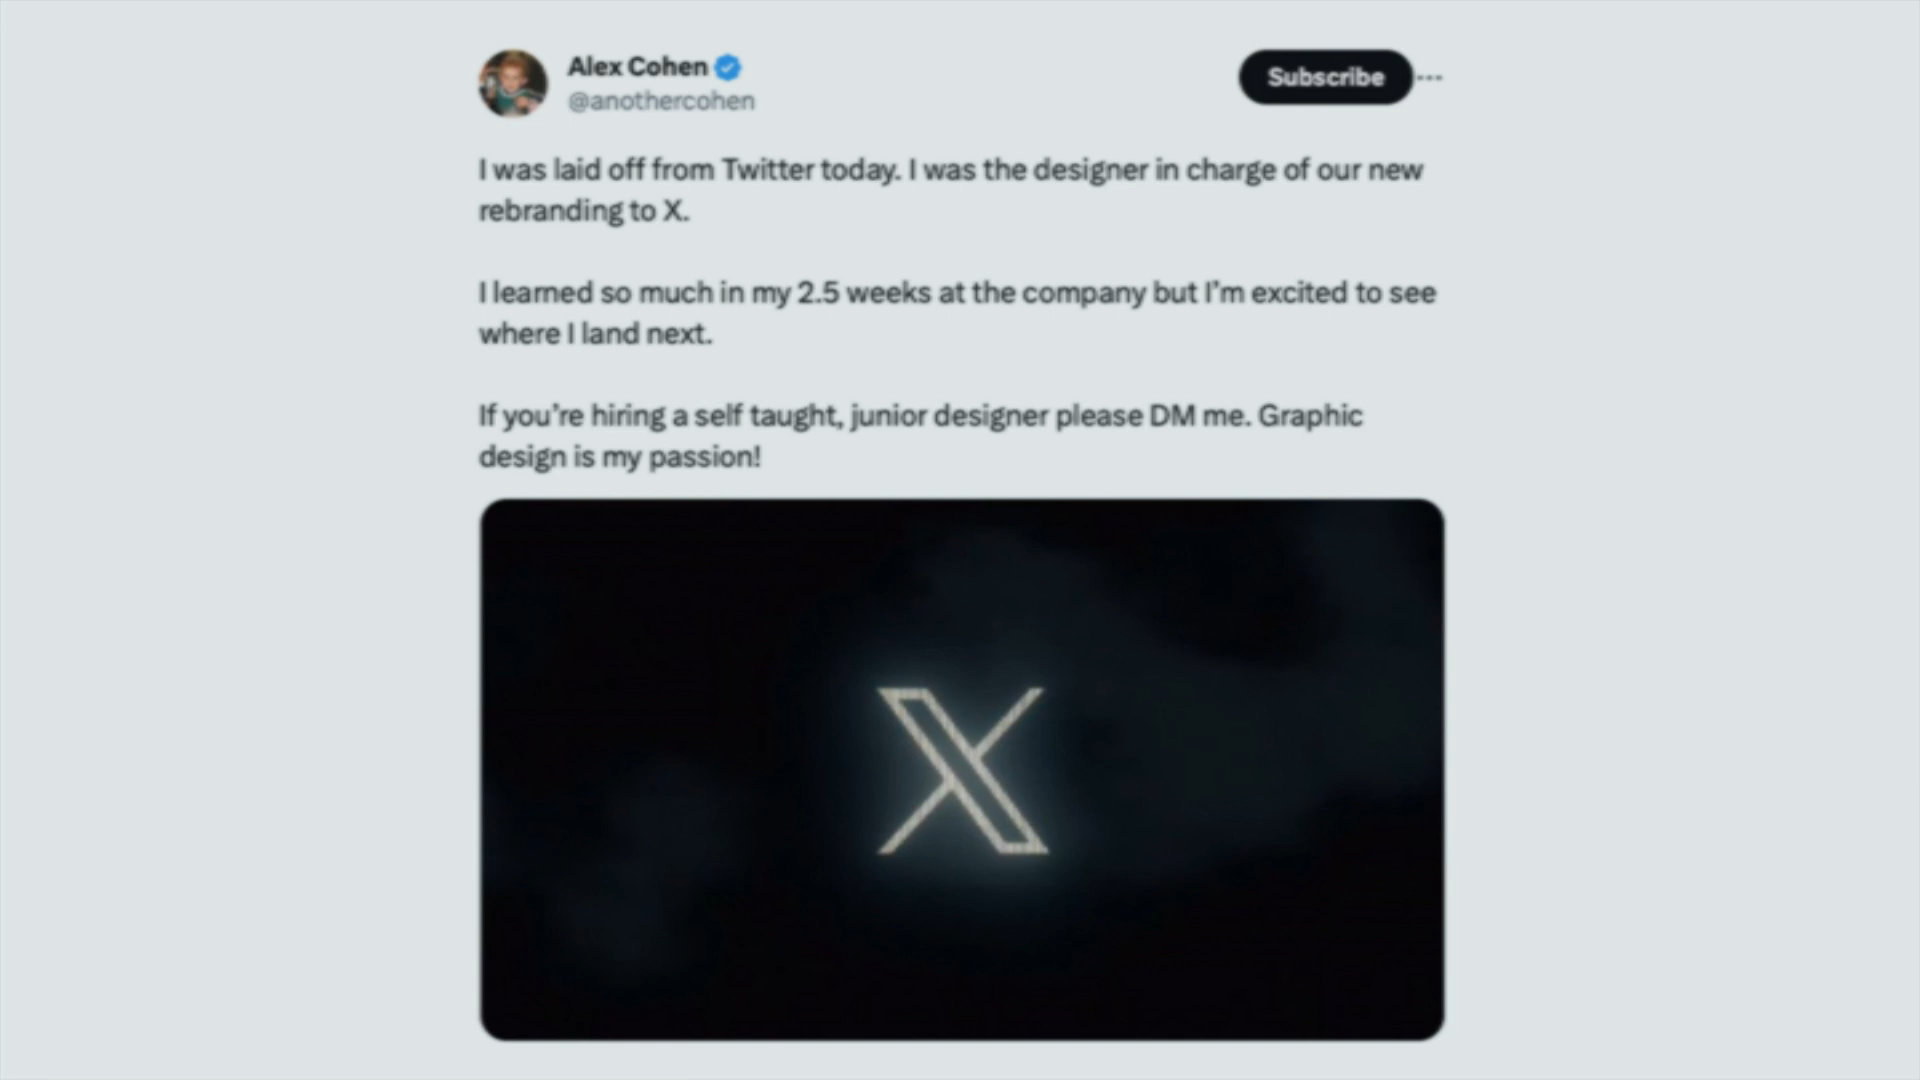 Alex Cohen
@anothercohen
Subscribe
I was laid off from Twitter today. I was the designer in charge of our new
rebranding to X.
I learned so much in my 2.5 weeks at the company but I'm excited to see
where I land next.
If you're hiring a self taught, junior designer please DM me. Graphic
design is my passion!
X